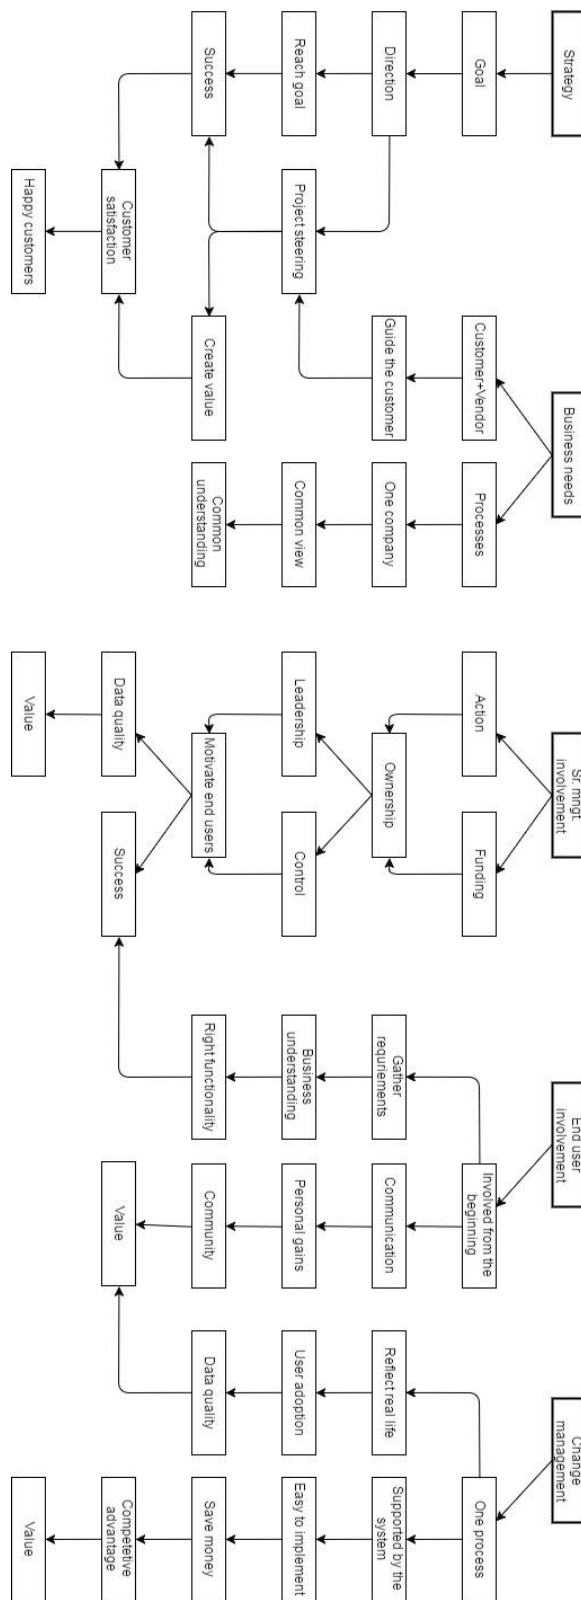 Strategy
Business needs
Sr. mngt.
involvement
End user
involvement
Change
management
Goal
Customer+Vendor
Processes
Action
Funding
Involved from the
beginning
One process
Direction
Guide the customer
One company
Ownership
Gather
requriements
Communication
Reflect real life
Supported by the
system
Reach goal
Project steering
Common view
Leadership
Control
Business
understanding
Personal gains
User adoption
Easy to implement
Success
Create value
Common
understanding
Motivate end users
Right functionality
Community
Data quality
Save money
Customer
satisfaction
Data quality
Success
Value
Competetive
advantage
Happy customers
Value
Value